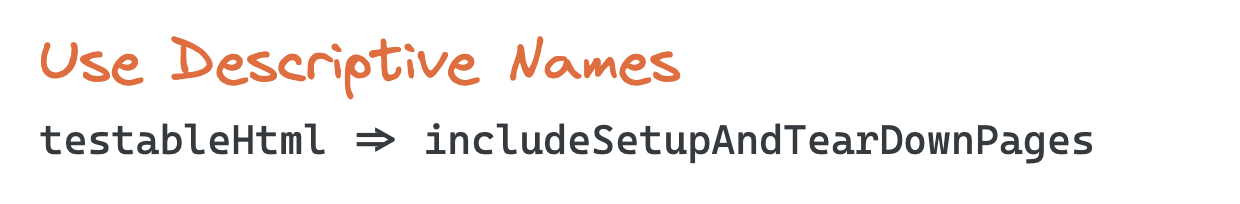 Use Descriptive Names
testableHtml => includeSetupAndTearDownPages